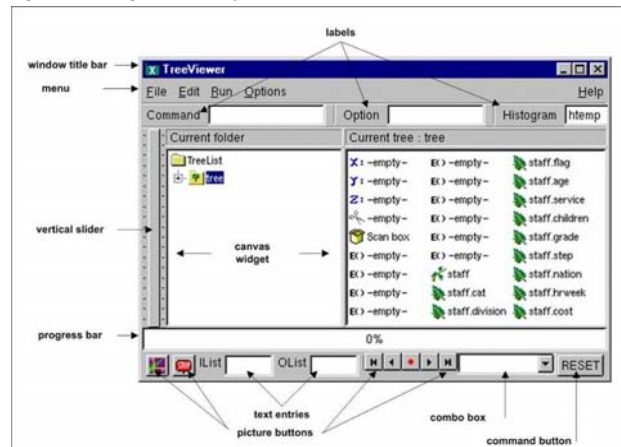 labels
window title bar
TreeViewer
menu
File Edit Run Options Help
Command Option Histogram htemp
Current folder
Current tree : tree
TreeList
tree
X: -empty- E() -empty- staff.flag
Y: -empty- E() -empty- staff.age
Z: -empty- E() -empty- staff.service
-empty- E() -empty- staff.children
Scan box E() -empty- staff.grade
E() -empty- E() -empty- staff.step
E() -empty- staff staff.nation
E() -empty- staff.cat staff.hrweek
E() -empty- staff.division staff.cost
vertical slider
canvas
widget
progress bar
0%
IList OList RESET
text entries
picture buttons
combo box
command button